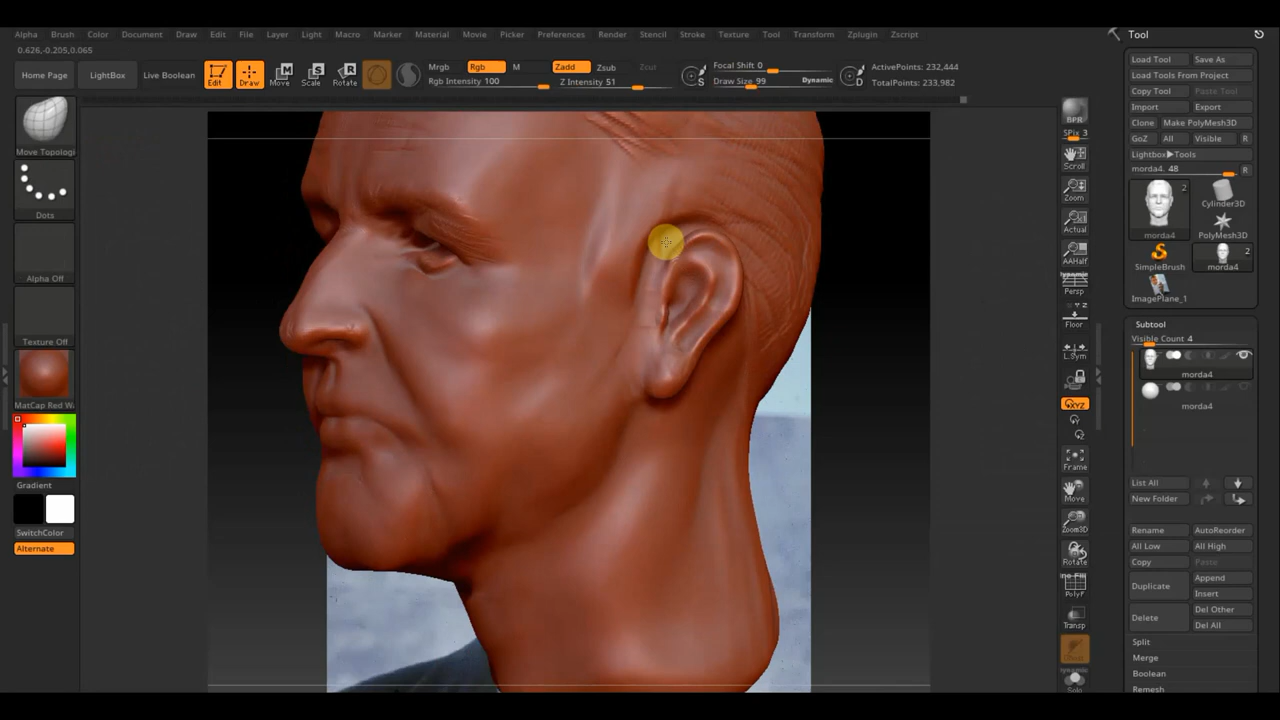 Alpha Brush Color Document Draw Edit File Layer Light Macro Marker Material Movie Picker Preferences Render Stencil Stroke Texture Tool Transform Zplugin Zscript
Tool
0.626,-0.205,0.065
Home Page LightBox Live Boolean Edit Draw Move Scale Rotate
Mrgb Rgb M Zadd Zsub Zcut
Rgb Intensity 100 Z Intensity 51
S
Focal Shift 0
Draw Size 99 Dynamic
D
ActivePoints: 232,444
TotalPoints: 233,982
Load Tool Save As
Load Tools From Project
Copy Tool Paste Tool
Import Export
Clone Make PolyMesh3D
GoZ All Visible R
Lightbox▶Tools
morda4. 48 R
2
morda4
Cylinder3D
PolyMesh3D
SimpleBrush
2
morda4
ImagePlane_1
Subtool
Visible Count 4
morda4
morda4
List All
New Folder
Rename AutoReorder
All Low All High
Copy Paste
Duplicate Append
Insert
Delete Del Other
Del All
Split
Merge
Boolean
Remesh
Move Topologi
Dots
Alpha Off
Texture Off
MatCap Red Wa
Gradient
SwitchColor
Alternate
BPR
SPix 3
Scroll
Zoom
Actual
AAHalf
Dynamic
Persp
Floor
L.Sym
XYZ
Frame
Move
Zoom3D
Rotate
PolyF
Transp
Solo